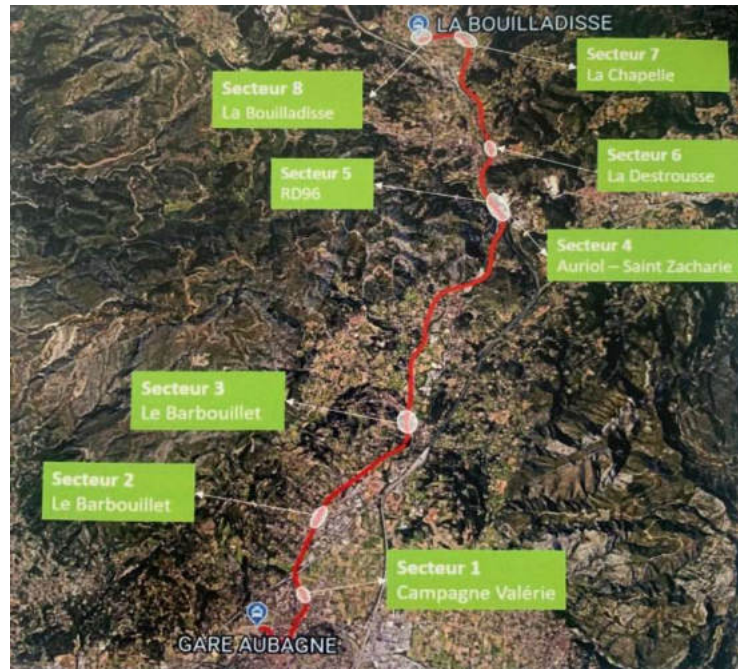 LA BOUILLADISSE
Secteur 7
La Chapelle
Secteur 8
La Bouilladisse
Secteur 6
La Destrousse
Secteur 5
RD96
Secteur 4
Auriol – Saint Zacharie
Secteur 3
Le Barbouillet
Secteur 2
Le Barbouillet
Secteur 1
Campagne Valérie
GARE AUBAGNE